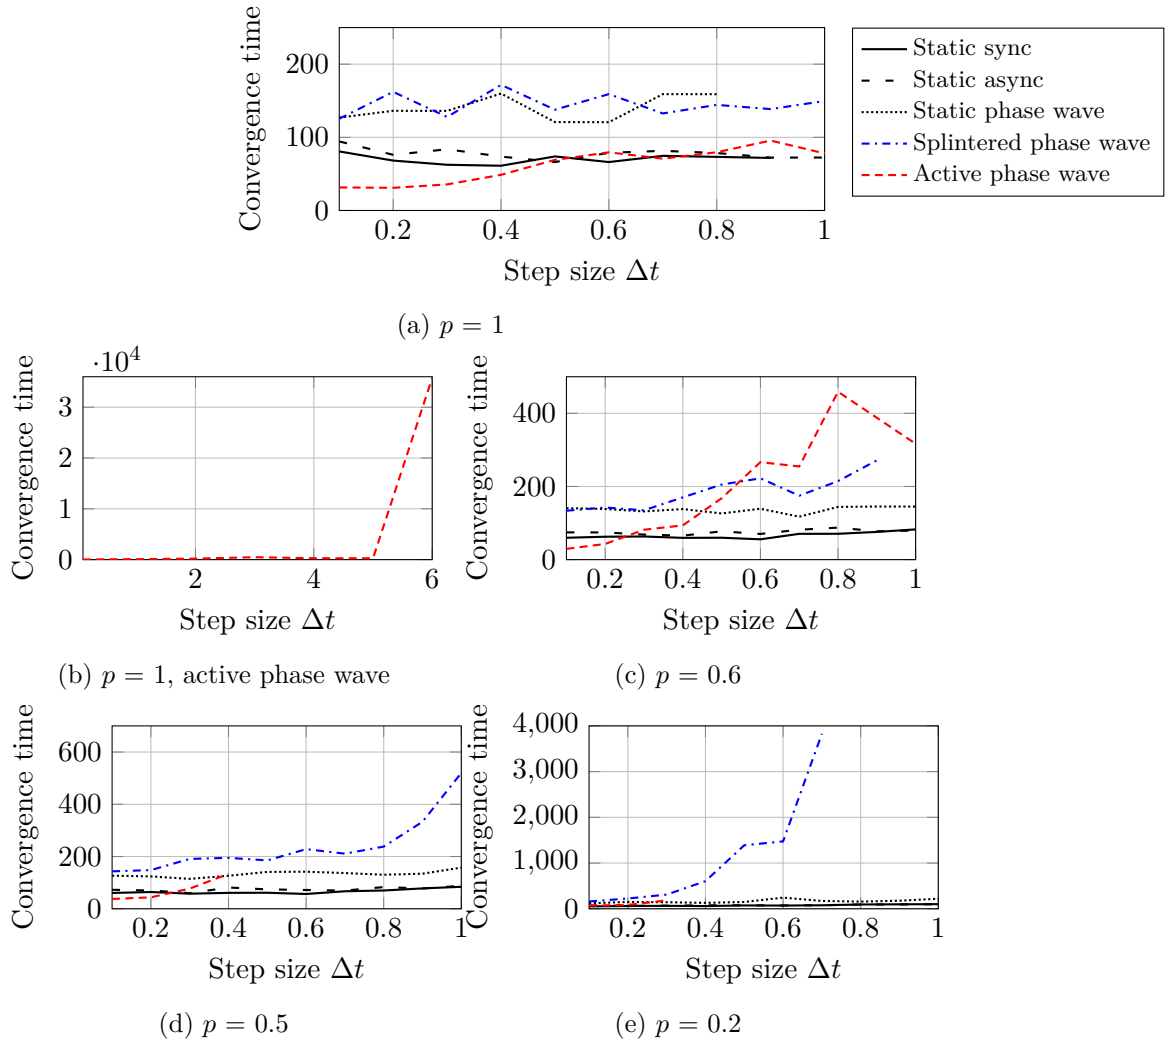 Convergence time
200
100
0
0.2
0.4
0.6
0.8
1
Step size Δt
(a) p = 1
Static sync
Static async
Static phase wave
Splintered phase wave
Active phase wave
·10⁴
Convergence time
3
2
1
0
2
4
6
Step size Δt
(b) p = 1, active phase wave
Convergence time
400
200
0
0.2
0.4
0.6
0.8
1
Step size Δt
(c) p = 0.6
Convergence time
600
400
200
0
0.2
0.4
0.6
0.8
1
Step size Δt
(d) p = 0.5
Convergence time
4,000
3,000
2,000
1,000
0
0.2
0.4
0.6
0.8
1
Step size Δt
(e) p = 0.2